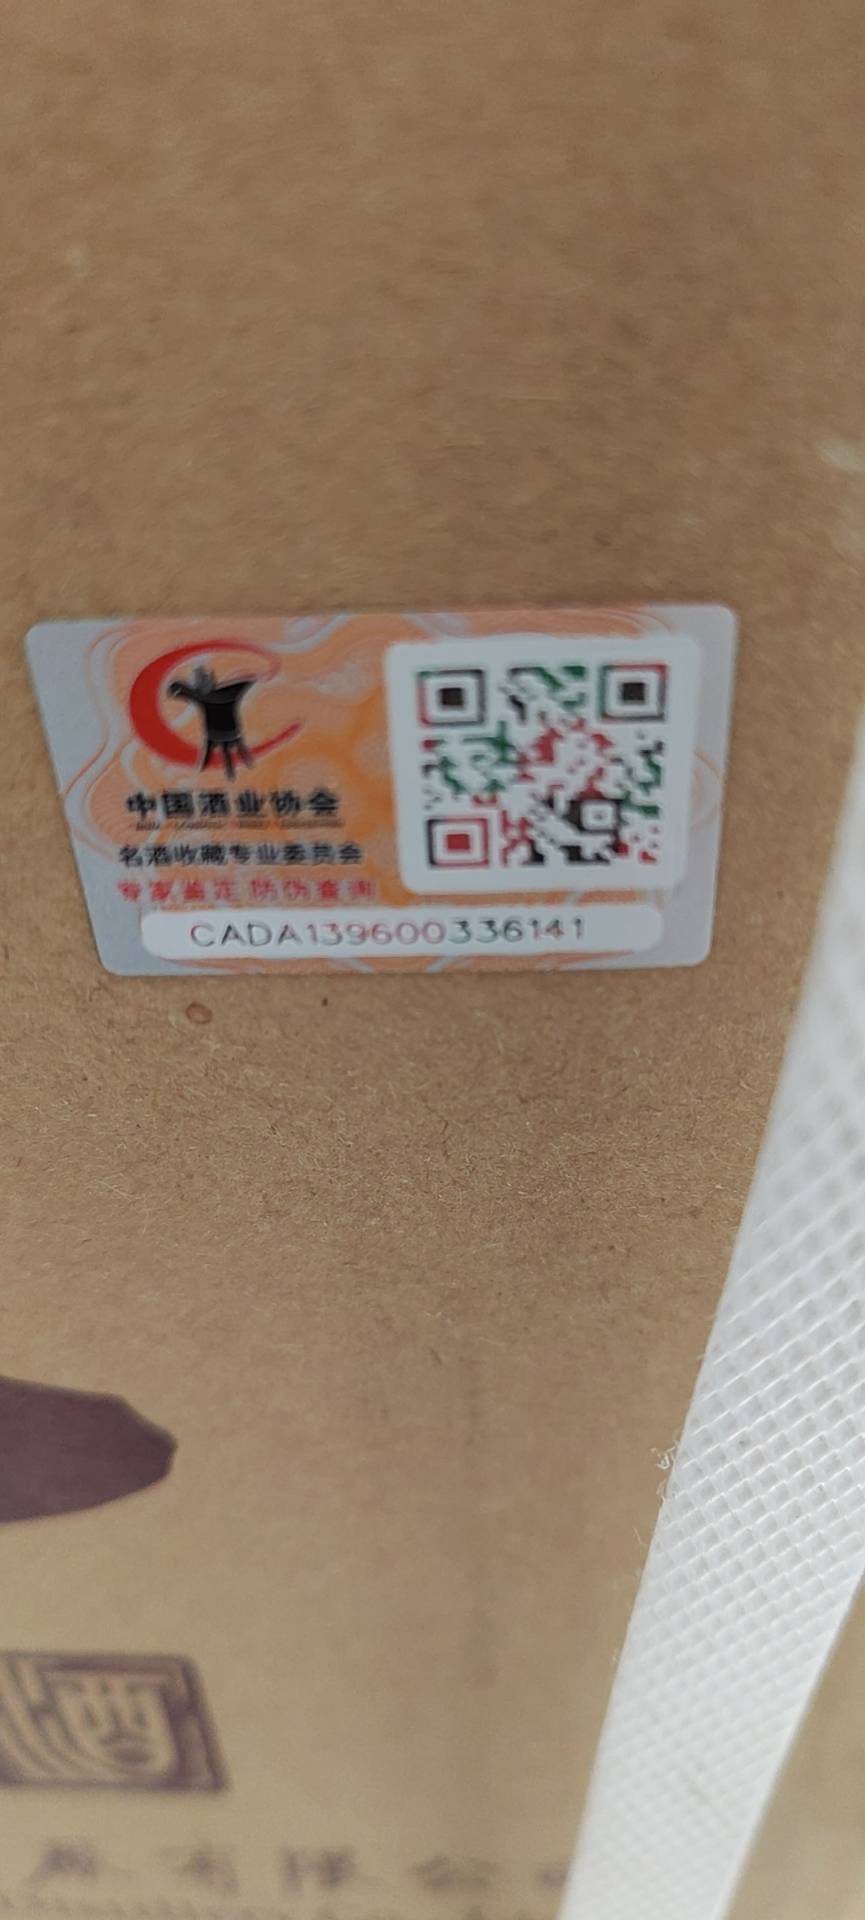 中国酒业协会
名酒收藏专业委员会
专家鉴定 防伪查询
CADA139600336141
酒